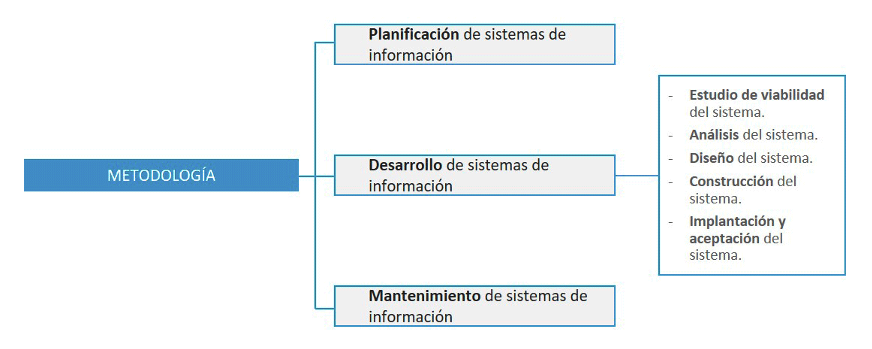 METODOLOGÍA
Planificación de sistemas de
información
Desarrollo de sistemas de
información
Mantenimiento de sistemas de
información
- Estudio de viabilidad
del sistema.
- Análisis del sistema.
- Diseño del sistema.
- Construcción del
sistema.
- Implantación y
aceptación del
sistema.